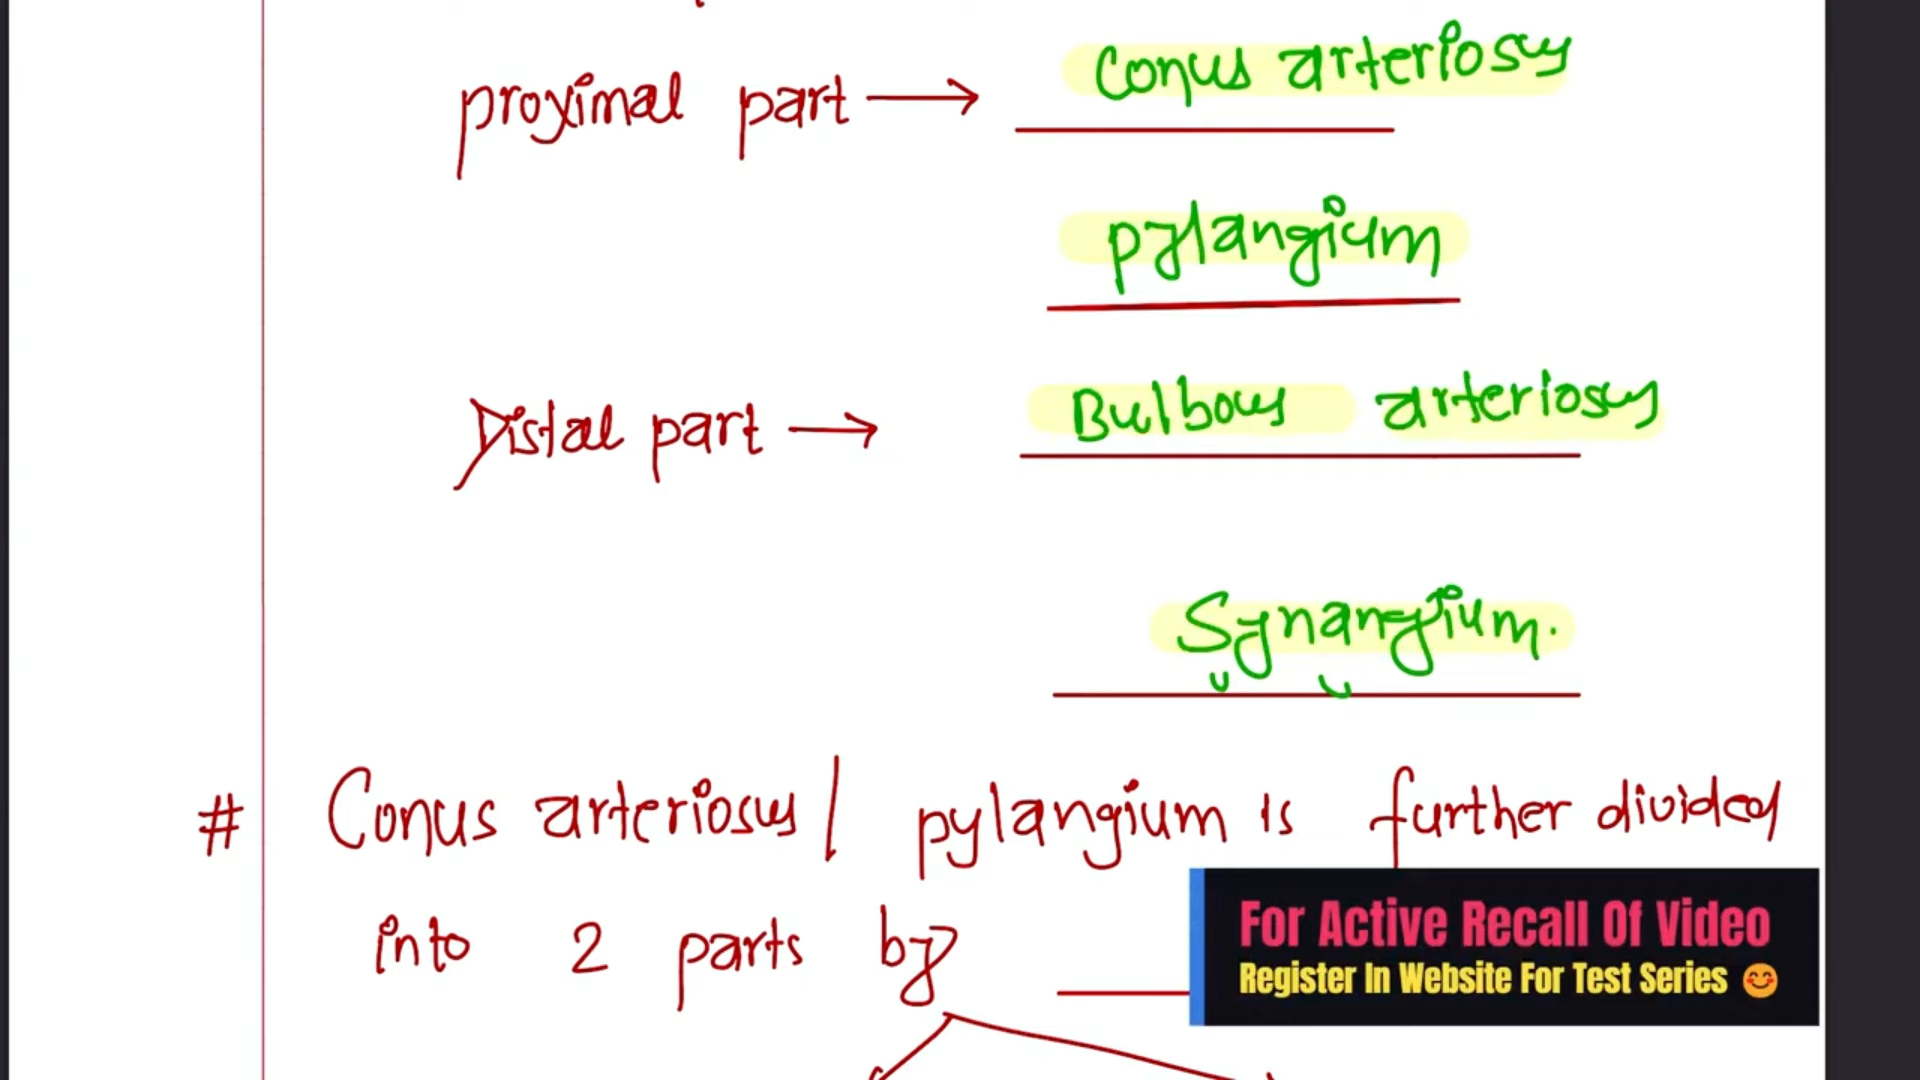 proximal part → Conus arteriosus
pylangium
Distal part → Bulbous arteriosus
Synangium.
# Conus arteriosus / pylangium is further divided
into 2 parts by
For Active Recall Of Video
Register In Website For Test Series 😊